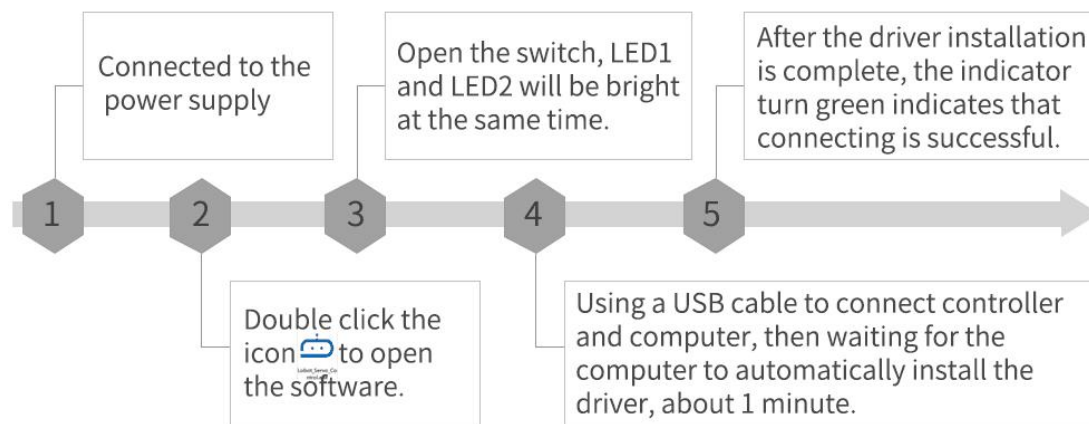 1
Connected to the
power supply
2
Double click the
icon to open
the software.
3
Open the switch, LED1
and LED2 will be bright
at the same time.
4
Using a USB cable to connect controller
and computer, then waiting for the
computer to automatically install the
driver, about 1 minute.
5
After the driver installation
is complete, the indicator
turn green indicates that
connecting is successful.